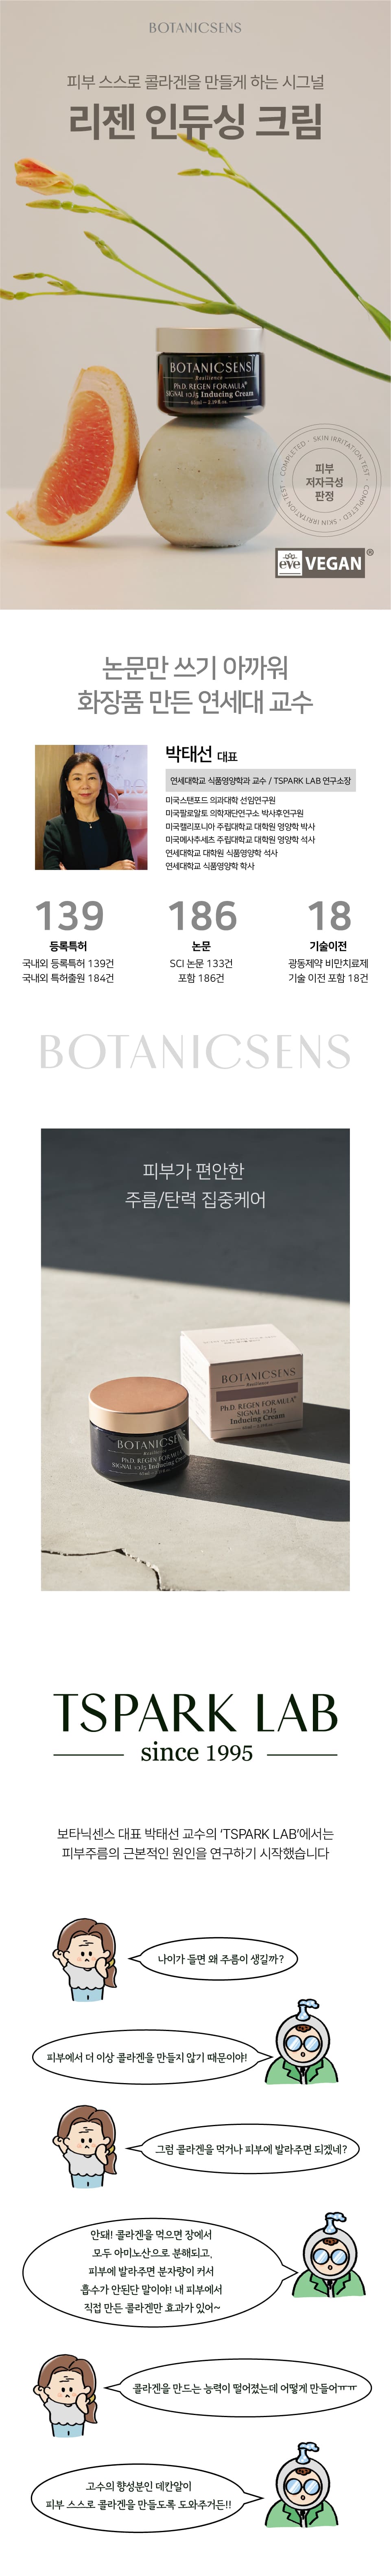 BOTANICSENS
피부 스스로 콜라겐을 만들게 하는 시그널
리젠 인듀싱 크림
BOTANICSENS
Resilience
Ph.D. REGEN FORMULA®
SIGNAL 10J5 Inducing Cream
COMPLETED · SKIN IRRITATION TEST · COMPLETED · SKIN IRRITATION TEST ·
피부
저자극성
판정
eve VEGAN®
논문만 쓰기 아까워
화장품 만든 연세대 교수
박태선 대표
연세대학교 식품영양학과 교수 / TSPARK LAB 연구소장
미국스탠포드 의과대학 선임연구원
미국팔로알토 의학재단연구소 박사후연구원
미국캘리포니아 주립대학교 대학원 영양학 박사
미국메사추세츠 주립대학교 대학원 영양학 석사
연세대학교 대학원 식품영양학 석사
연세대학교 식품영양학 학사
139
등록특허
국내외 등록특허 139건
국내외 특허출원 184건
186
논문
SCI 논문 133건
포함 186건
18
기술이전
광동제약 비만치료제
기술 이전 포함 18건
BOTANICSENS
피부가 편안한
주름/탄력 집중케어
BOTANICSENS
Resilience
Ph.D. REGEN FORMULA®
SIGNAL 10J5
Inducing Cream
BOTANICSENS
Resilience
Ph.D. REGEN FORMULA
SIGNAL 10J5 Inducing Cream
TSPARK LAB
since 1995
보타닉센스 대표 박태선 교수의 ‘TSPARK LAB’에서는
피부주름의 근본적인 원인을 연구하기 시작했습니다
나이가 들면 왜 주름이 생길까?
피부에서 더 이상 콜라겐을 만들지 않기 때문이야!
그럼 콜라겐을 먹거나 피부에 발라주면 되겠네?
안돼! 콜라겐을 먹으면 장에서
모두 아미노산으로 분해되고,
피부에 발라주면 분자량이 커서
흡수가 안된단 말이야! 내 피부에서
직접 만든 콜라겐만 효과가 있어~
콜라겐을 만드는 능력이 떨어졌는데 어떻게 만들어ㅠㅠ
고수의 향성분인 데칸알이
피부 스스로 콜라겐을 만들도록 도와주거든!!